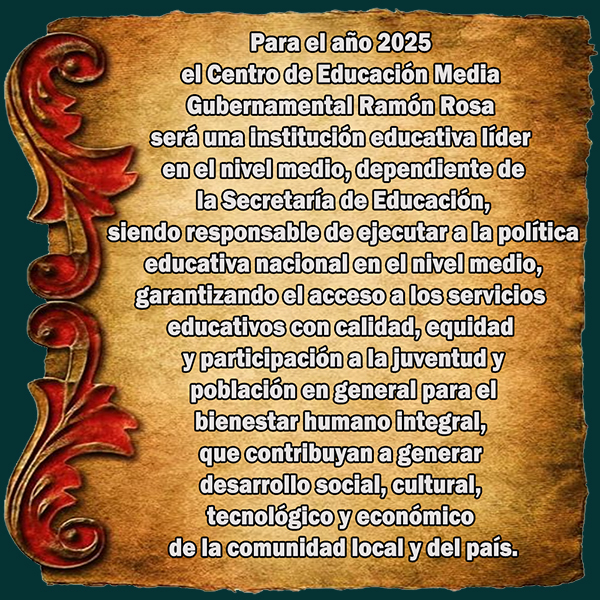 Para el año 2025
el Centro de Educación Media
Gubernamental Ramón Rosa
será una institución educativa líder
en el nivel medio, dependiente de
la Secretaría de Educación,
siendo responsable de ejecutar a la política
educativa nacional en el nivel medio,
garantizando el acceso a los servicios
educativos con calidad, equidad
y participación a la juventud y
población en general para el
bienestar humano integral,
que contribuyan a generar
desarrollo social, cultural,
tecnológico y económico
de la comunidad local y del país.